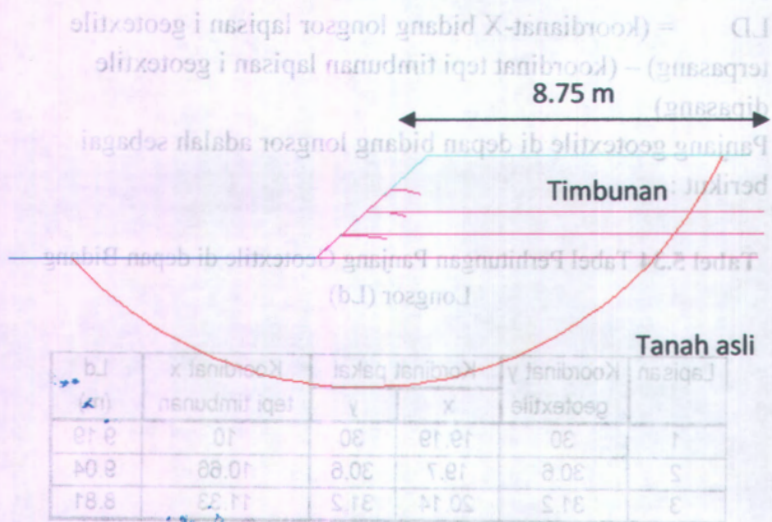 LD = (koordianat-X bidang longsor lapisan i geotextile
terpasang) – (koordinat tepi timbunan lapisan i geotextile
dipasang)
8.75 m
Panjang geotextile di depan bidang longsor adalah sebagai
berikut :
Timbunan
Tabel 5.34 Tabel Perhitungan Panjang Geotextile di depan Bidang
Longsor (Ld)
Tanah asli
Lapisan Koordinat y Kordinat pakai Koordinat x Ld
geotextile x y tepi timbunan (m)
1 30 19.19 30 10 9.19
2 30.6 19.7 30.6 10.66 9.04
3 31.2 20.14 31.2 11.33 8.81